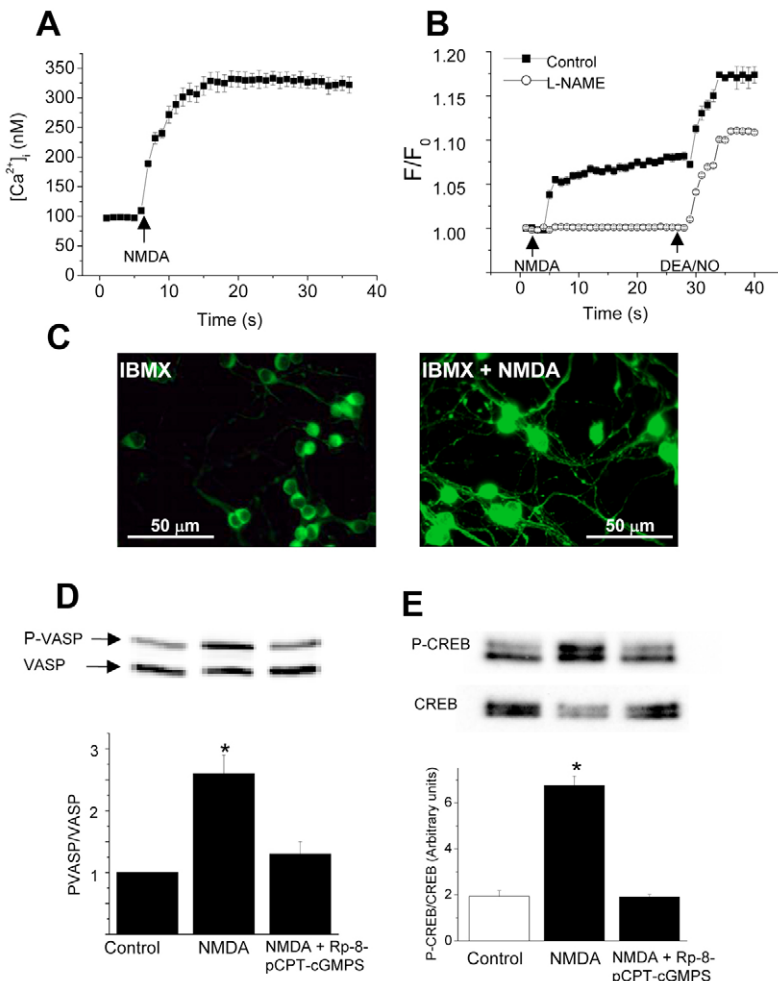 A
350
300
250
200
150
100
50
0
[Ca²⁺]ᵢ (nM)
NMDA
0 10 20 30 40
Time (s)
B
1.20
1.15
1.10
1.05
1.00
F/F₀
Control
L-NAME
NMDA
DEA/NO
0 10 20 30 40
Time (s)
C
IBMX
50 µm
IBMX + NMDA
50 µm
D
P-VASP
VASP
3
2
1
PVASP/VASP
*
Control
NMDA
NMDA + Rp-8-
pCPT-cGMPS
E
P-CREB
CREB
6
4
2
0
P-CREB/CREB (Arbitrary units)
*
Control
NMDA
NMDA + Rp-8-
pCPT-cGMPS